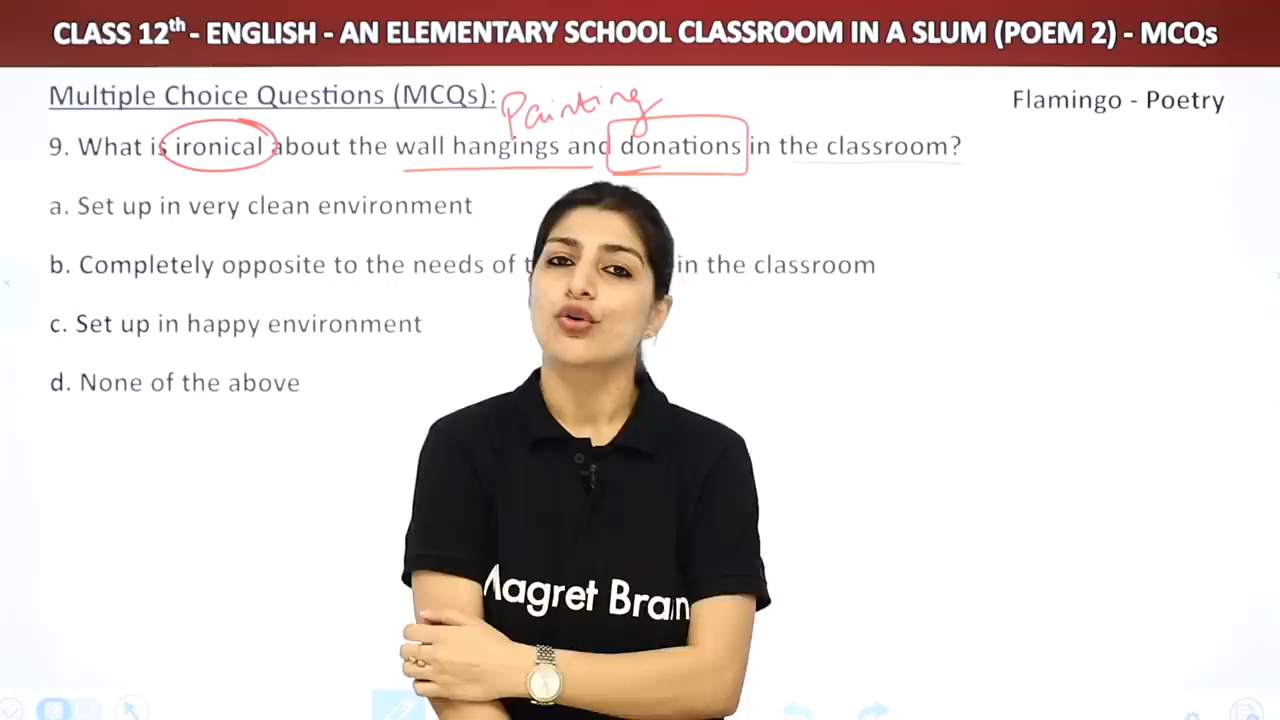 CLASS 12th - ENGLISH - AN ELEMENTARY SCHOOL CLASSROOM IN A SLUM (POEM 2) - MCQs
Multiple Choice Questions (MCQs):
Flamingo - Poetry
Painting
9. What is ironical about the wall hangings and donations in the classroom?
a. Set up in very clean environment
b. Completely opposite to the needs of in the classroom
c. Set up in happy environment
d. None of the above
Magret Brain